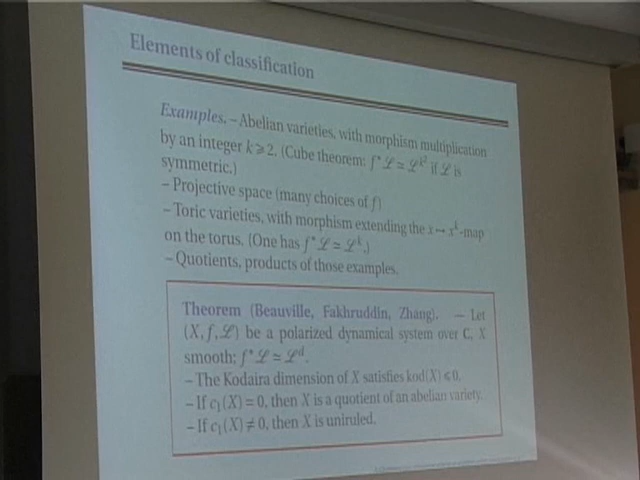 Elements of classification
Examples. – Abelian varieties, with morphism multiplication
by an integer k ⩾ 2. (Cube theorem: f*ℒ ≃ ℒ^{k²} if ℒ is
symmetric.)
– Projective space (many choices of f)
– Toric varieties, with morphism extending the x ↦ x^k-map
on the torus. (One has f*ℒ ≃ ℒ^k.)
– Quotients, products of those examples.
Theorem (Beauville, Fakhruddin, Zhang). — Let
(X, f, ℒ) be a polarized dynamical system over C, X
smooth; f*ℒ ≃ ℒ^d.
– The Kodaira dimension of X satisfies kod(X) ⩽ 0.
– If c₁(X) = 0, then X is a quotient of an abelian variety.
– If c₁(X) ≠ 0, then X is uniruled.